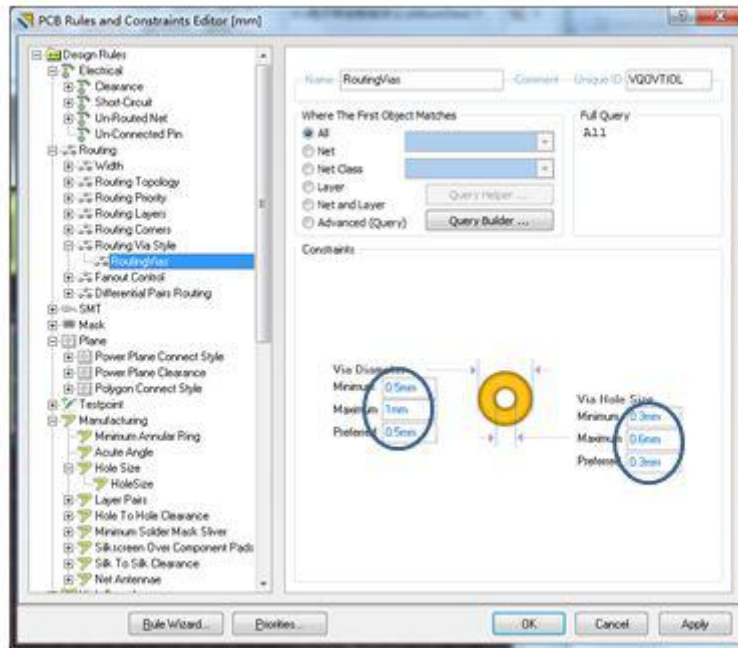 PCB Rules and Constraints Editor [mm]
Design Rules
Electrical
Clearance
Short-Circuit
Un-Routed Net
Un-Connected Pin
Routing
Width
Routing Topology
Routing Priority
Routing Layers
Routing Corners
Routing Via Style
RoutingVias
Fanout Control
Differential Pairs Routing
SMT
Mask
Plane
Power Plane Connect Style
Power Plane Clearance
Polygon Connect Style
Testpoint
Manufacturing
Minimum Annular Ring
Acute Angle
Hole Size
HoleSize
Layer Pairs
Hole To Hole Clearance
Minimum Solder Mask Sliver
Silkscreen Over Component Pads
Silk To Silk Clearance
Net Antennae
Name RoutingVias Comment Unique ID VQOVTIDL
Where The First Object Matches
All
Net
Net Class
Layer
Net and Layer
Advanced (Query)
Query Helper ...
Query Builder ...
Full Query
All
Constraints
Via Diameter
Minimum 0.5mm
Maximum 1mm
Preferred 0.5mm
Via Hole Size
Minimum 0.3mm
Maximum 0.6mm
Preferred 0.3mm
Rule Wizard... Priorities... OK Cancel Apply